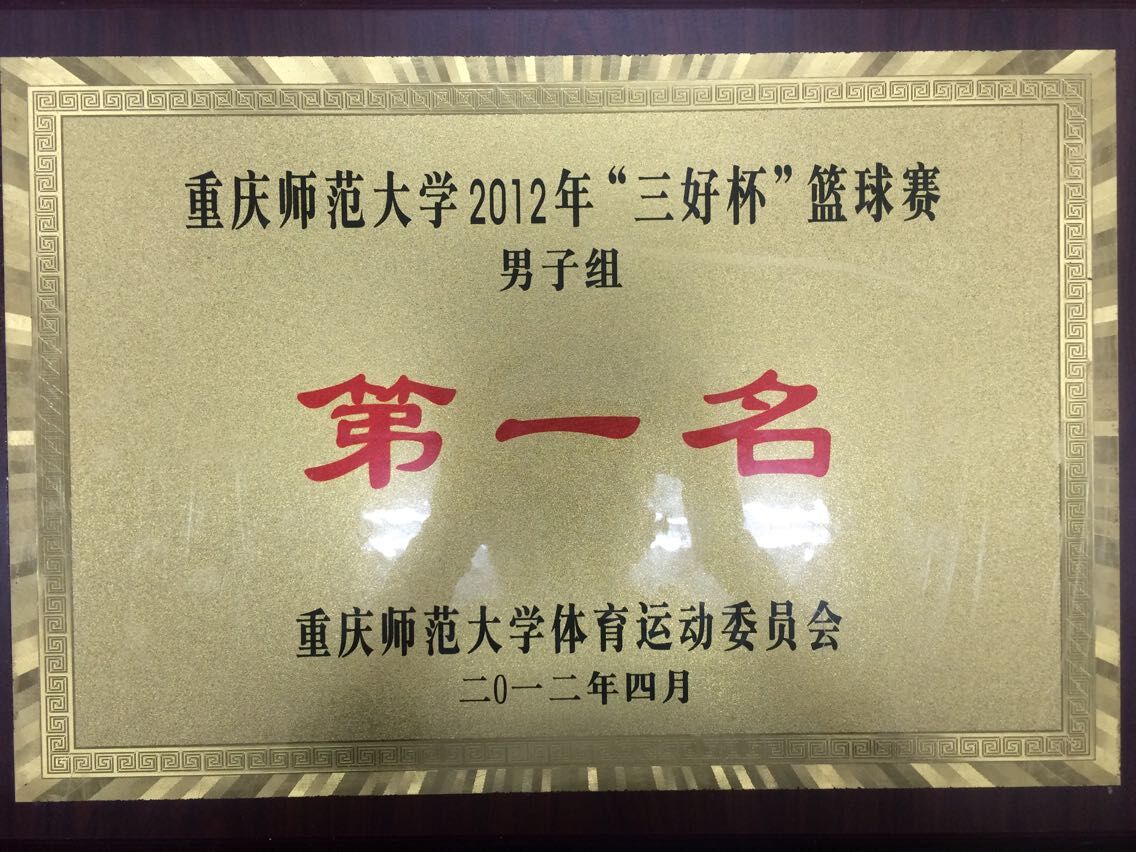 重庆师范大学2012年“三好杯”篮球赛
男子组
第一名
重庆师范大学体育运动委员会
二0一二年四月